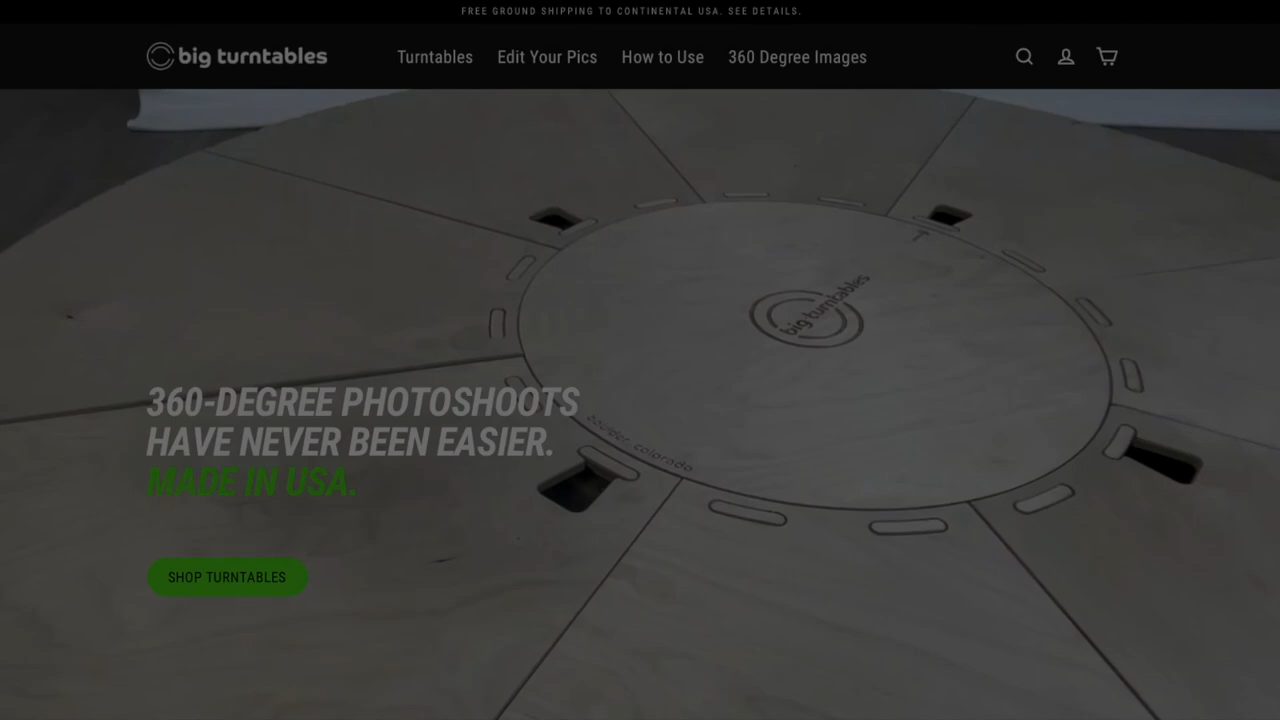 FREE GROUND SHIPPING TO CONTINENTAL USA. SEE DETAILS.
big turntables
Turntables
Edit Your Pics
How to Use
360 Degree Images
big turntables
boulder colorado
360-DEGREE PHOTOSHOOTS
HAVE NEVER BEEN EASIER.
MADE IN USA.
SHOP TURNTABLES